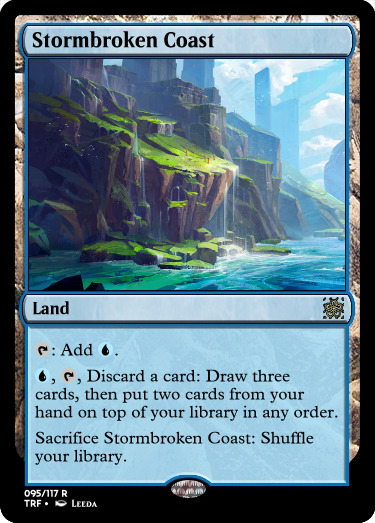 Stormbroken Coast
Land
: Add .
, , Discard a card: Draw three
cards, then put two cards from your
hand on top of your library in any order.
Sacrifice Stormbroken Coast: Shuffle
your library.
095/117 R
TRF • Leeda